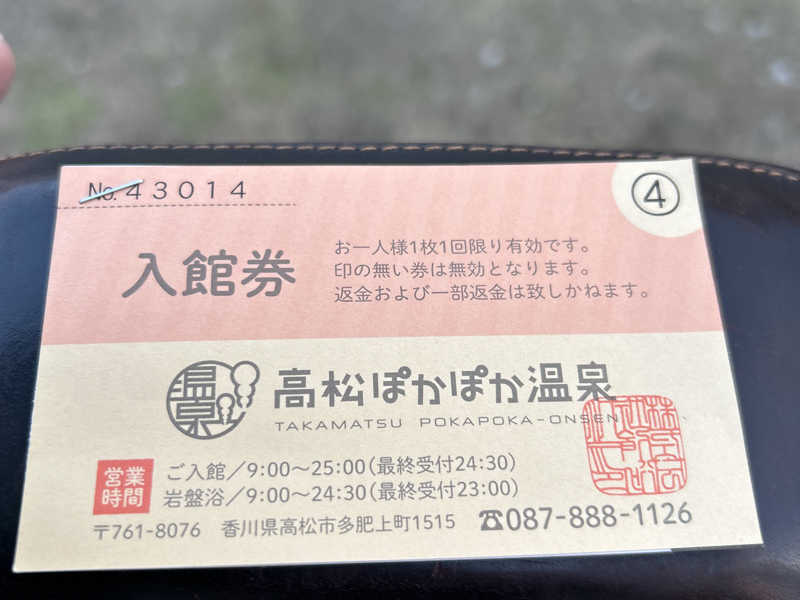 No. 43014
④
入館券
お一人様1枚1回限り有効です。
印の無い券は無効となります。
返金および一部返金は致しかねます。
温泉
高松ぽかぽか温泉
TAKAMATSU POKAPOKA-ONSEN
営業時間
ご入館/9:00〜25:00(最終受付24:30)
岩盤浴/9:00〜24:30(最終受付23:00)
〒761-8076 香川県高松市多肥上町1515 ☎087-888-1126